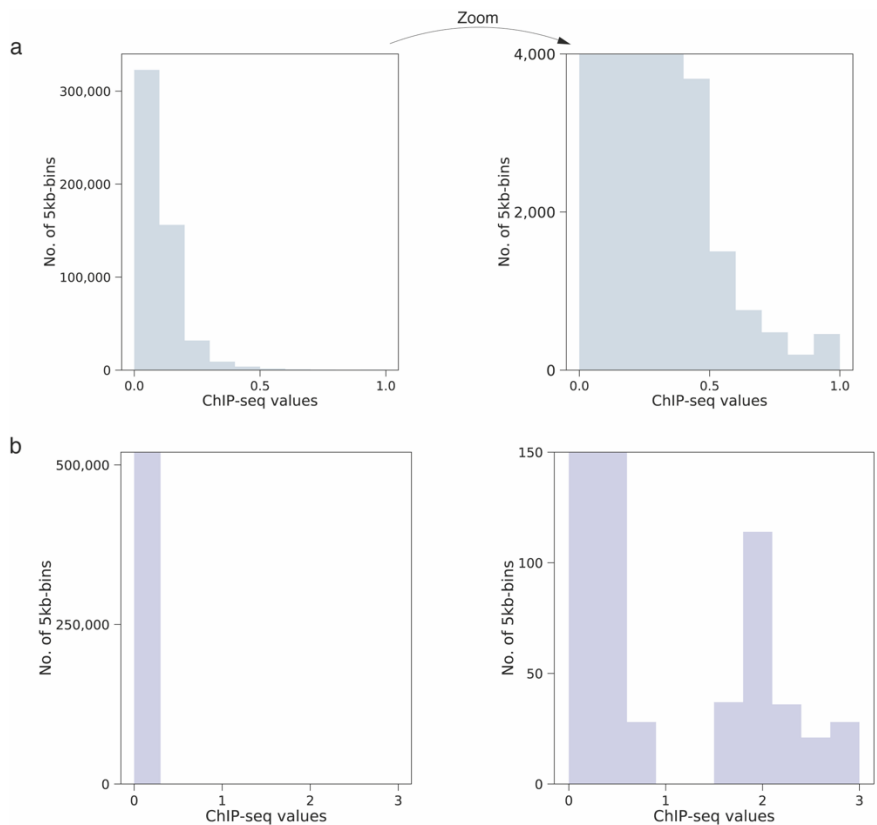 Zoom
a
300,000
200,000
100,000
0
0.0 0.5 1.0
No. of 5kb-bins
ChIP-seq values
4,000
2,000
0
0.0 0.5 1.0
No. of 5kb-bins
ChIP-seq values
b
500,000
250,000
0
0 1 2 3
No. of 5kb-bins
ChIP-seq values
150
100
50
0
0 1 2 3
No. of 5kb-bins
ChIP-seq values